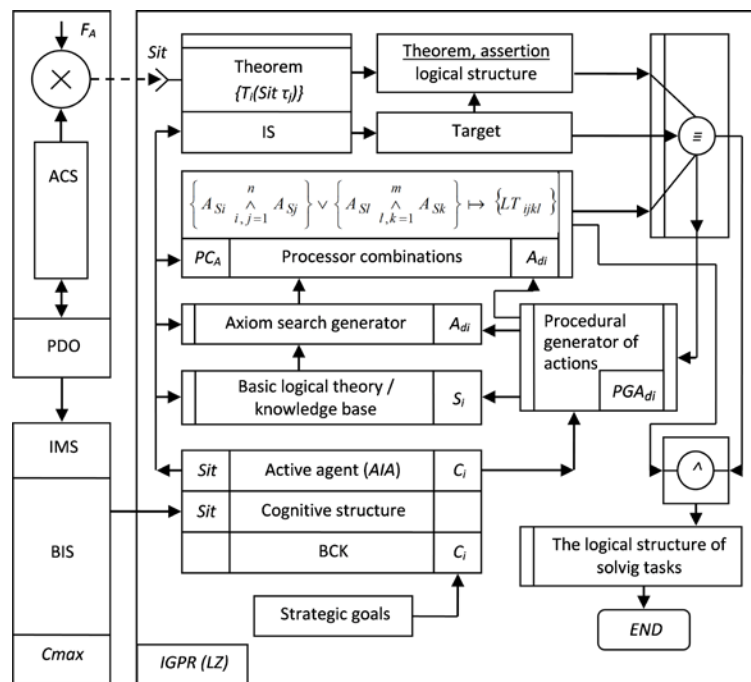 F_A
Sit
ACS
PDO
IMS
BIS
Cmax
Theorem
{T_i(Sit τ_j)}
IS
Theorem, assertion
logical structure
Target
≡
{ A_Si ∧ A_Sj } ∨ { A_Sl ∧ A_Sk } ↦ {LT_ijkl}
n
i, j=1
m
l, k=1
PC_A
Processor combinations
A_di
Axiom search generator
A_di
Procedural
generator of
actions
PGA_di
Basic logical theory /
knowledge base
S_i
Sit
Active agent (AIA)
C_i
Sit
Cognitive structure
BCK
C_i
^
The logical structure of
solvig tasks
Strategic goals
END
IGPR (LZ)